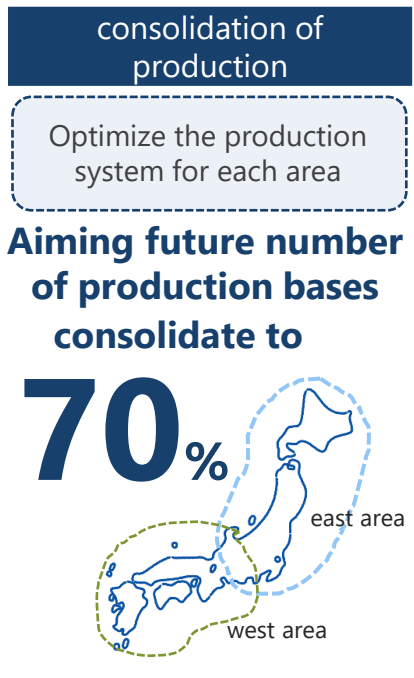 consolidation of
production
Optimize the production
system for each area
Aiming future number
of production bases
consolidate to
70%
east area
west area